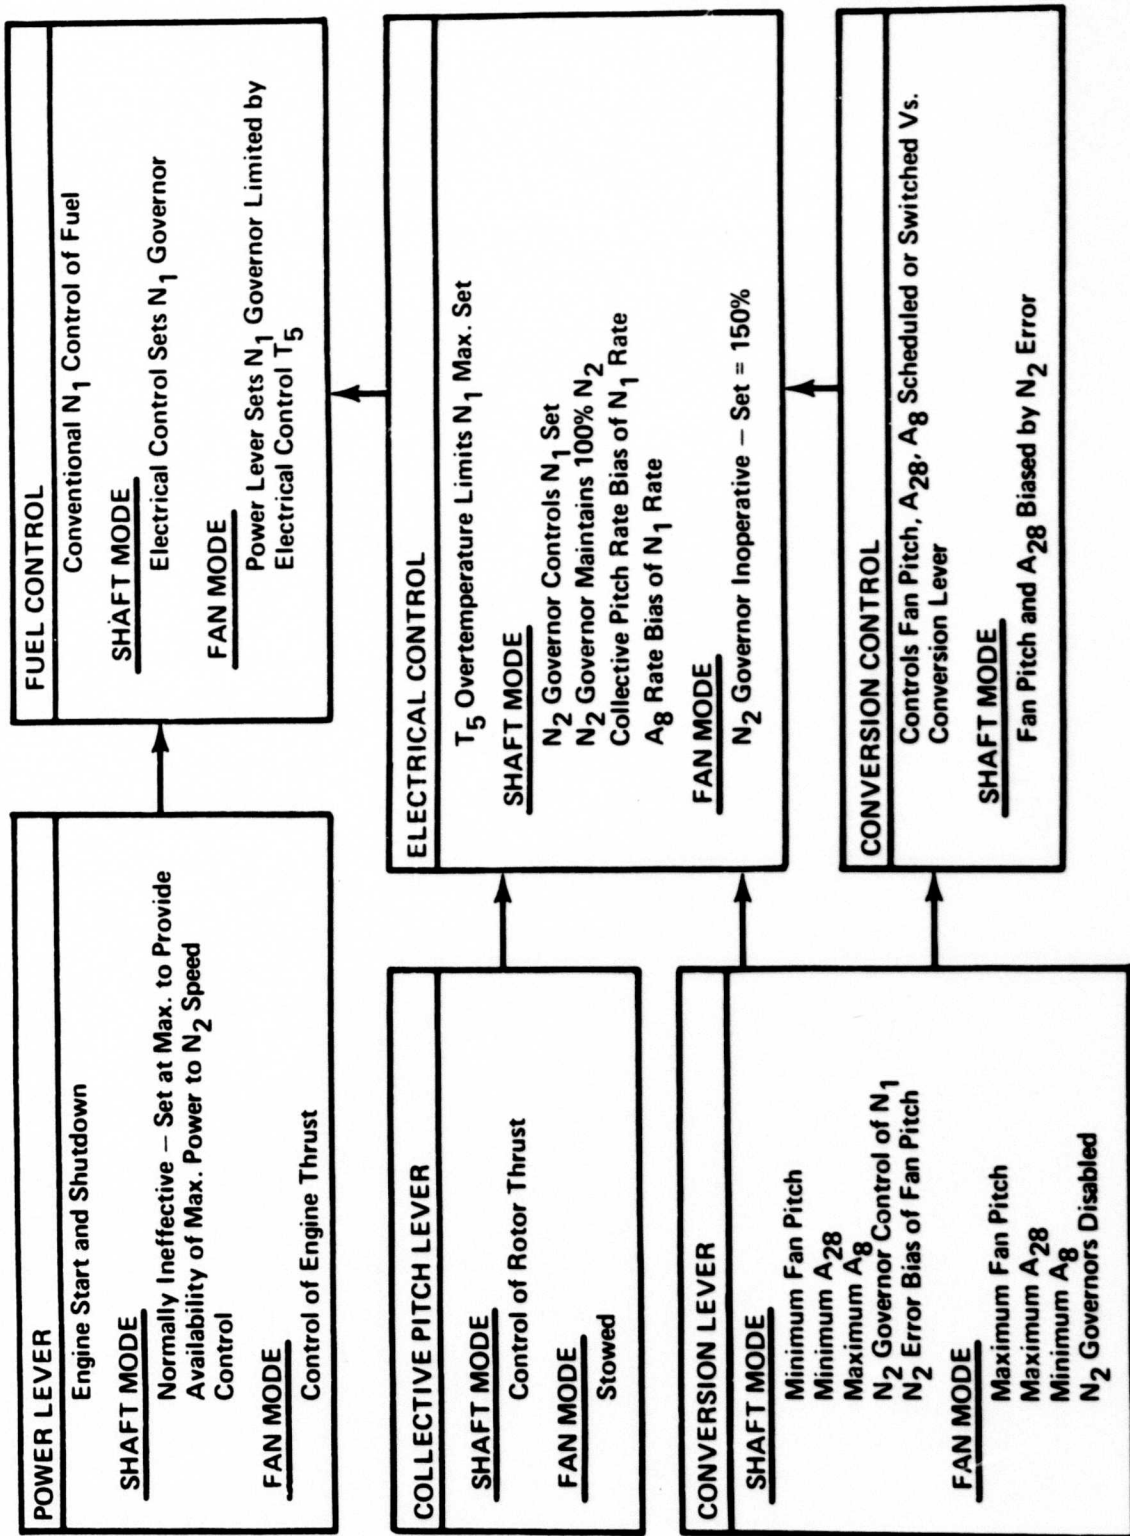 POWER LEVER
Engine Start and Shutdown
SHAFT MODE
Normally Ineffective – Set at Max. to Provide
Availability of Max. Power to N2 Speed
Control
FAN MODE
Control of Engine Thrust
FUEL CONTROL
Conventional N1 Control of Fuel
SHAFT MODE
Electrical Control Sets N1 Governor
FAN MODE
Power Lever Sets N1 Governor Limited by
Electrical Control T5
COLLECTIVE PITCH LEVER
SHAFT MODE
Control of Rotor Thrust
FAN MODE
Stowed
ELECTRICAL CONTROL
T5 Overtemperature Limits N1 Max. Set
SHAFT MODE
N2 Governor Controls N1 Set
N2 Governor Maintains 100% N2
Collective Pitch Rate Bias of N1 Rate
A8 Rate Bias of N1 Rate
FAN MODE
N2 Governor Inoperative – Set = 150%
CONVERSION LEVER
SHAFT MODE
Minimum Fan Pitch
Minimum A28
Maximum A8
N2 Governor Control of N1
N2 Error Bias of Fan Pitch
FAN MODE
Maximum Fan Pitch
Maximum A28
Minimum A8
N2 Governors Disabled
CONVERSION CONTROL
Controls Fan Pitch, A28, A8 Scheduled or Switched Vs.
Conversion Lever
SHAFT MODE
Fan Pitch and A28 Biased by N2 Error